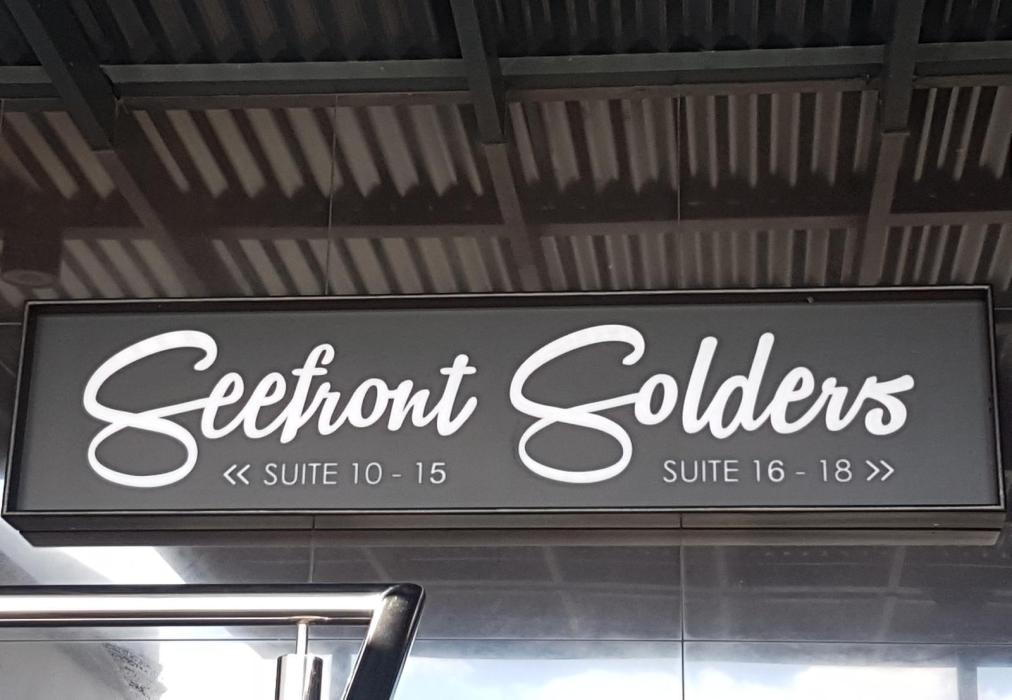 Seefront Solders
<< SUITE 10 - 15 SUITE 16 - 18 >>